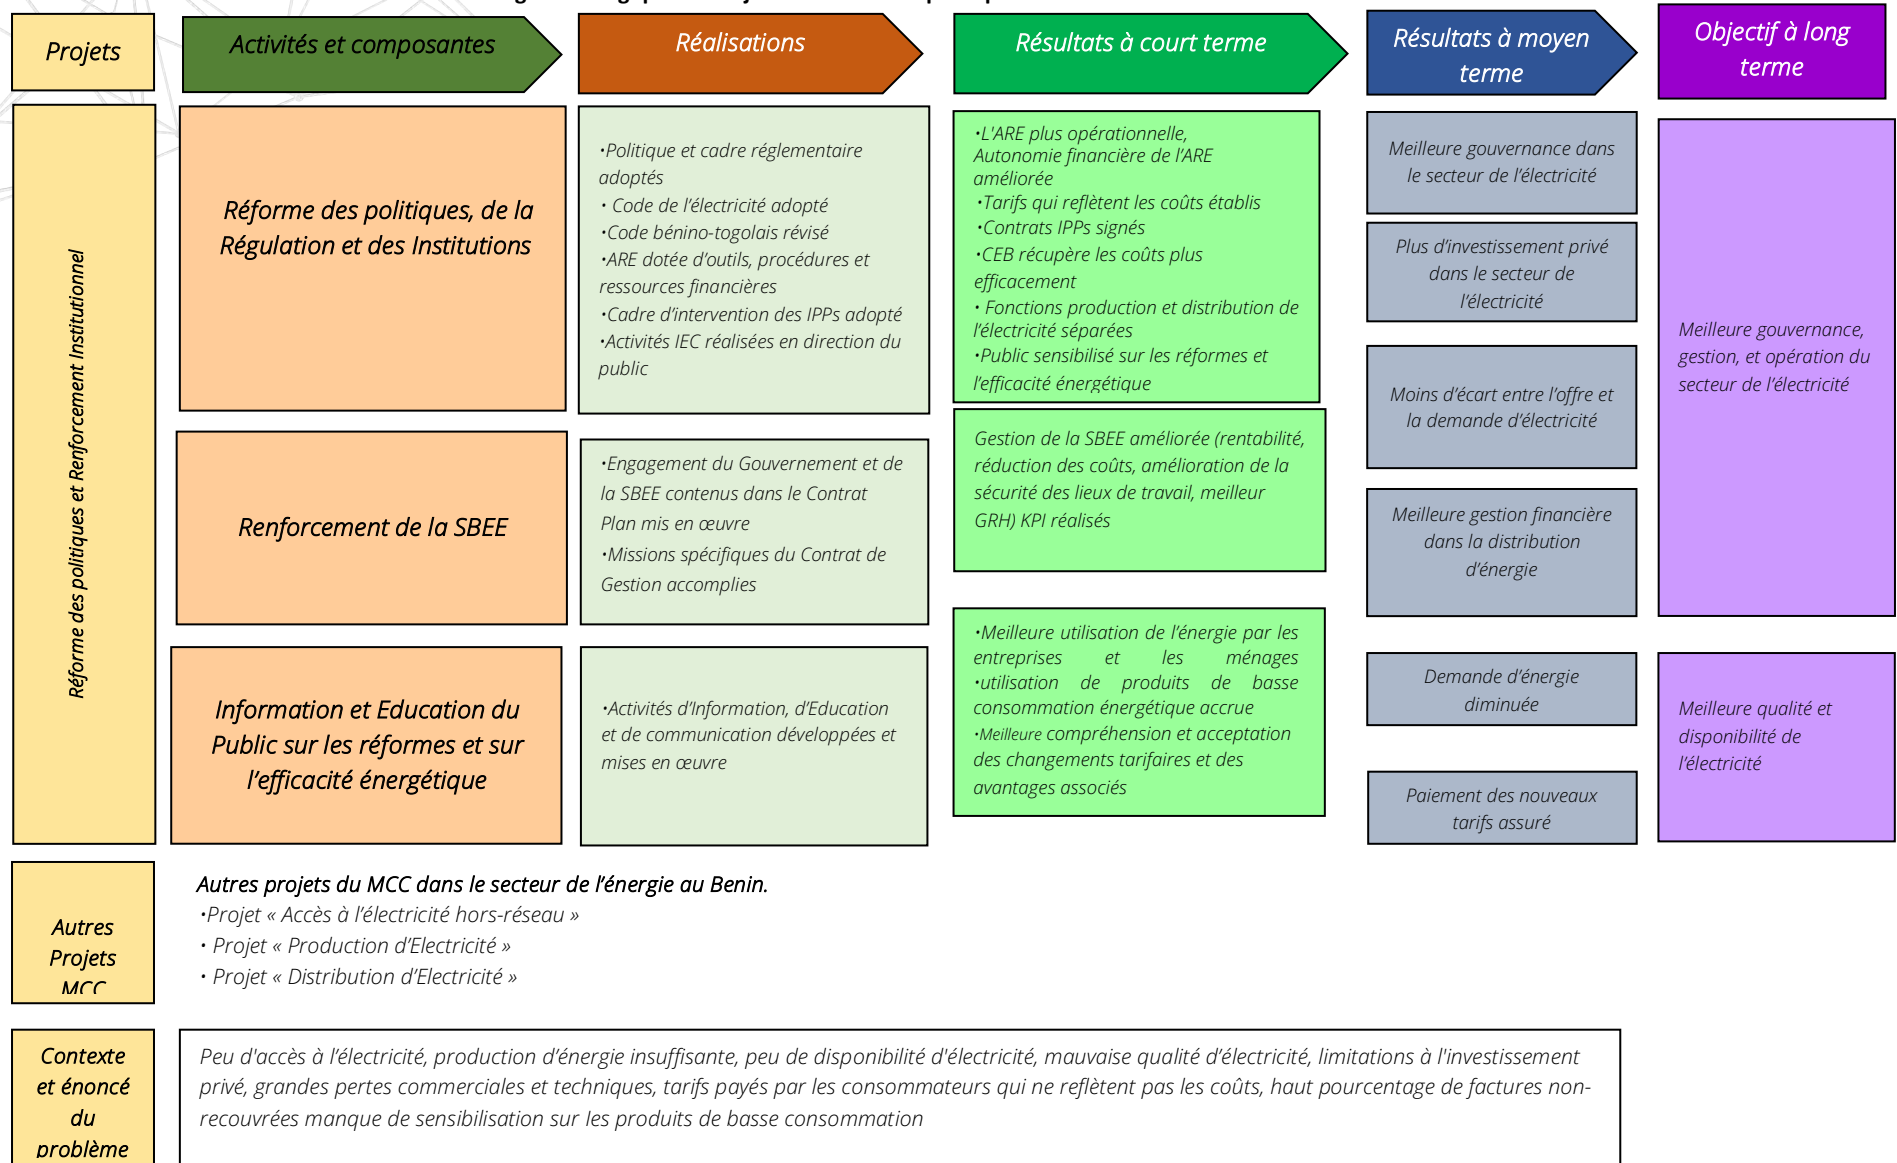 Projets
Activités et composantes
Réalisations
Résultats à court terme
Résultats à moyen
terme
Objectif à long
terme
Réforme des politiques et Renforcement Institutionnel
Réforme des politiques, de la
Régulation et des Institutions
•Politique et cadre réglementaire
adoptés
• Code de l’électricité adopté
•Code bénino-togolais révisé
•ARE dotée d’outils, procédures et
ressources financières
•Cadre d’intervention des IPPs adopté
•Activités IEC réalisées en direction du
public
•L'ARE plus opérationnelle,
Autonomie financière de l’ARE
améliorée
•Tarifs qui reflètent les coûts établis
•Contrats IPPs signés
•CEB récupère les coûts plus
efficacement
• Fonctions production et distribution de
l’électricité séparées
•Public sensibilisé sur les réformes et
l’efficacité énergétique
Meilleure gouvernance dans
le secteur de l’électricité
Plus d’investissement privé
dans le secteur de
l’électricité
Moins d’écart entre l’offre et
la demande d’électricité
Meilleure gouvernance,
gestion, et opération du
secteur de l’électricité
Renforcement de la SBEE
•Engagement du Gouvernement et de
la SBEE contenus dans le Contrat
Plan mis en œuvre
•Missions spécifiques du Contrat de
Gestion accomplies
Gestion de la SBEE améliorée (rentabilité,
réduction des coûts, amélioration de la
sécurité des lieux de travail, meilleur
GRH) KPI réalisés
Meilleure gestion financière
dans la distribution
d’énergie
Information et Education du
Public sur les réformes et sur
l’efficacité énergétique
•Activités d’Information, d’Education
et de communication développées et
mises en œuvre
•Meilleure utilisation de l’énergie par les
entreprises et les ménages
•utilisation de produits de basse
consommation énergétique accrue
•Meilleure compréhension et acceptation
des changements tarifaires et des
avantages associés
Demande d’énergie
diminuée
Paiement des nouveaux
tarifs assuré
Meilleure qualité et
disponibilité de
l’électricité
Autres
Projets
MCC
Autres projets du MCC dans le secteur de l’énergie au Benin.
•Projet « Accès à l’électricité hors-réseau »
• Projet « Production d’Electricité »
• Projet « Distribution d’Electricité »
Contexte
et énoncé
du
problème
Peu d'accès à l’électricité, production d’énergie insuffisante, peu de disponibilité d'électricité, mauvaise qualité d’électricité, limitations à l'investissement
privé, grandes pertes commerciales et techniques, tarifs payés par les consommateurs qui ne reflètent pas les coûts, haut pourcentage de factures non-
recouvrées manque de sensibilisation sur les produits de basse consommation